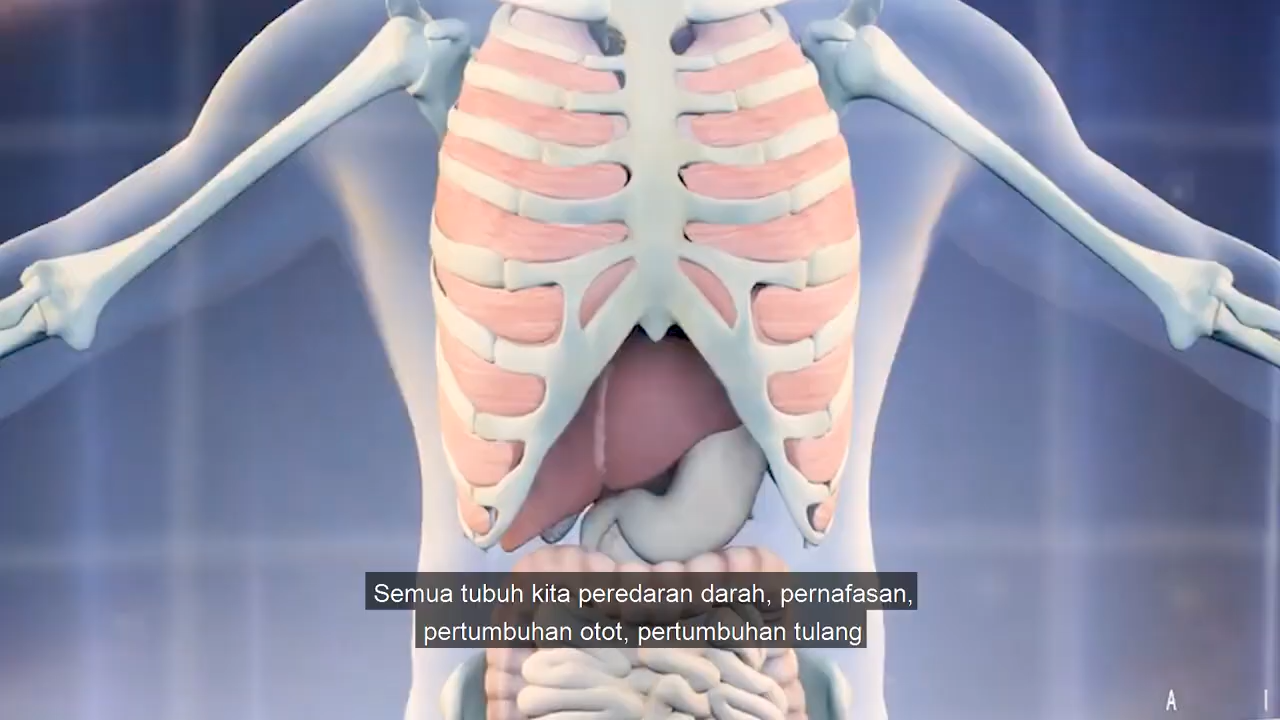 Semua tubuh kita peredaran darah, pernafasan,
pertumbuhan otot, pertumbuhan tulang
A I